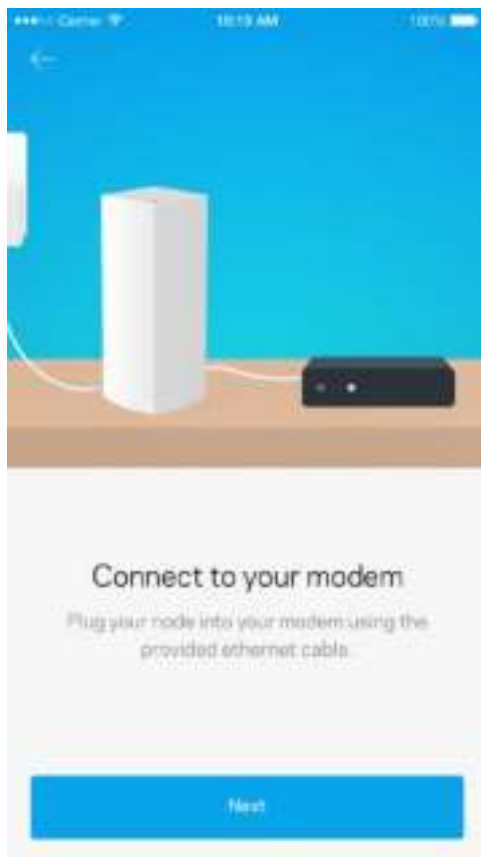 Carrier 10:13 AM 100%
Connect to your modem
Plug your node into your modem using the
provided ethernet cable.
Next